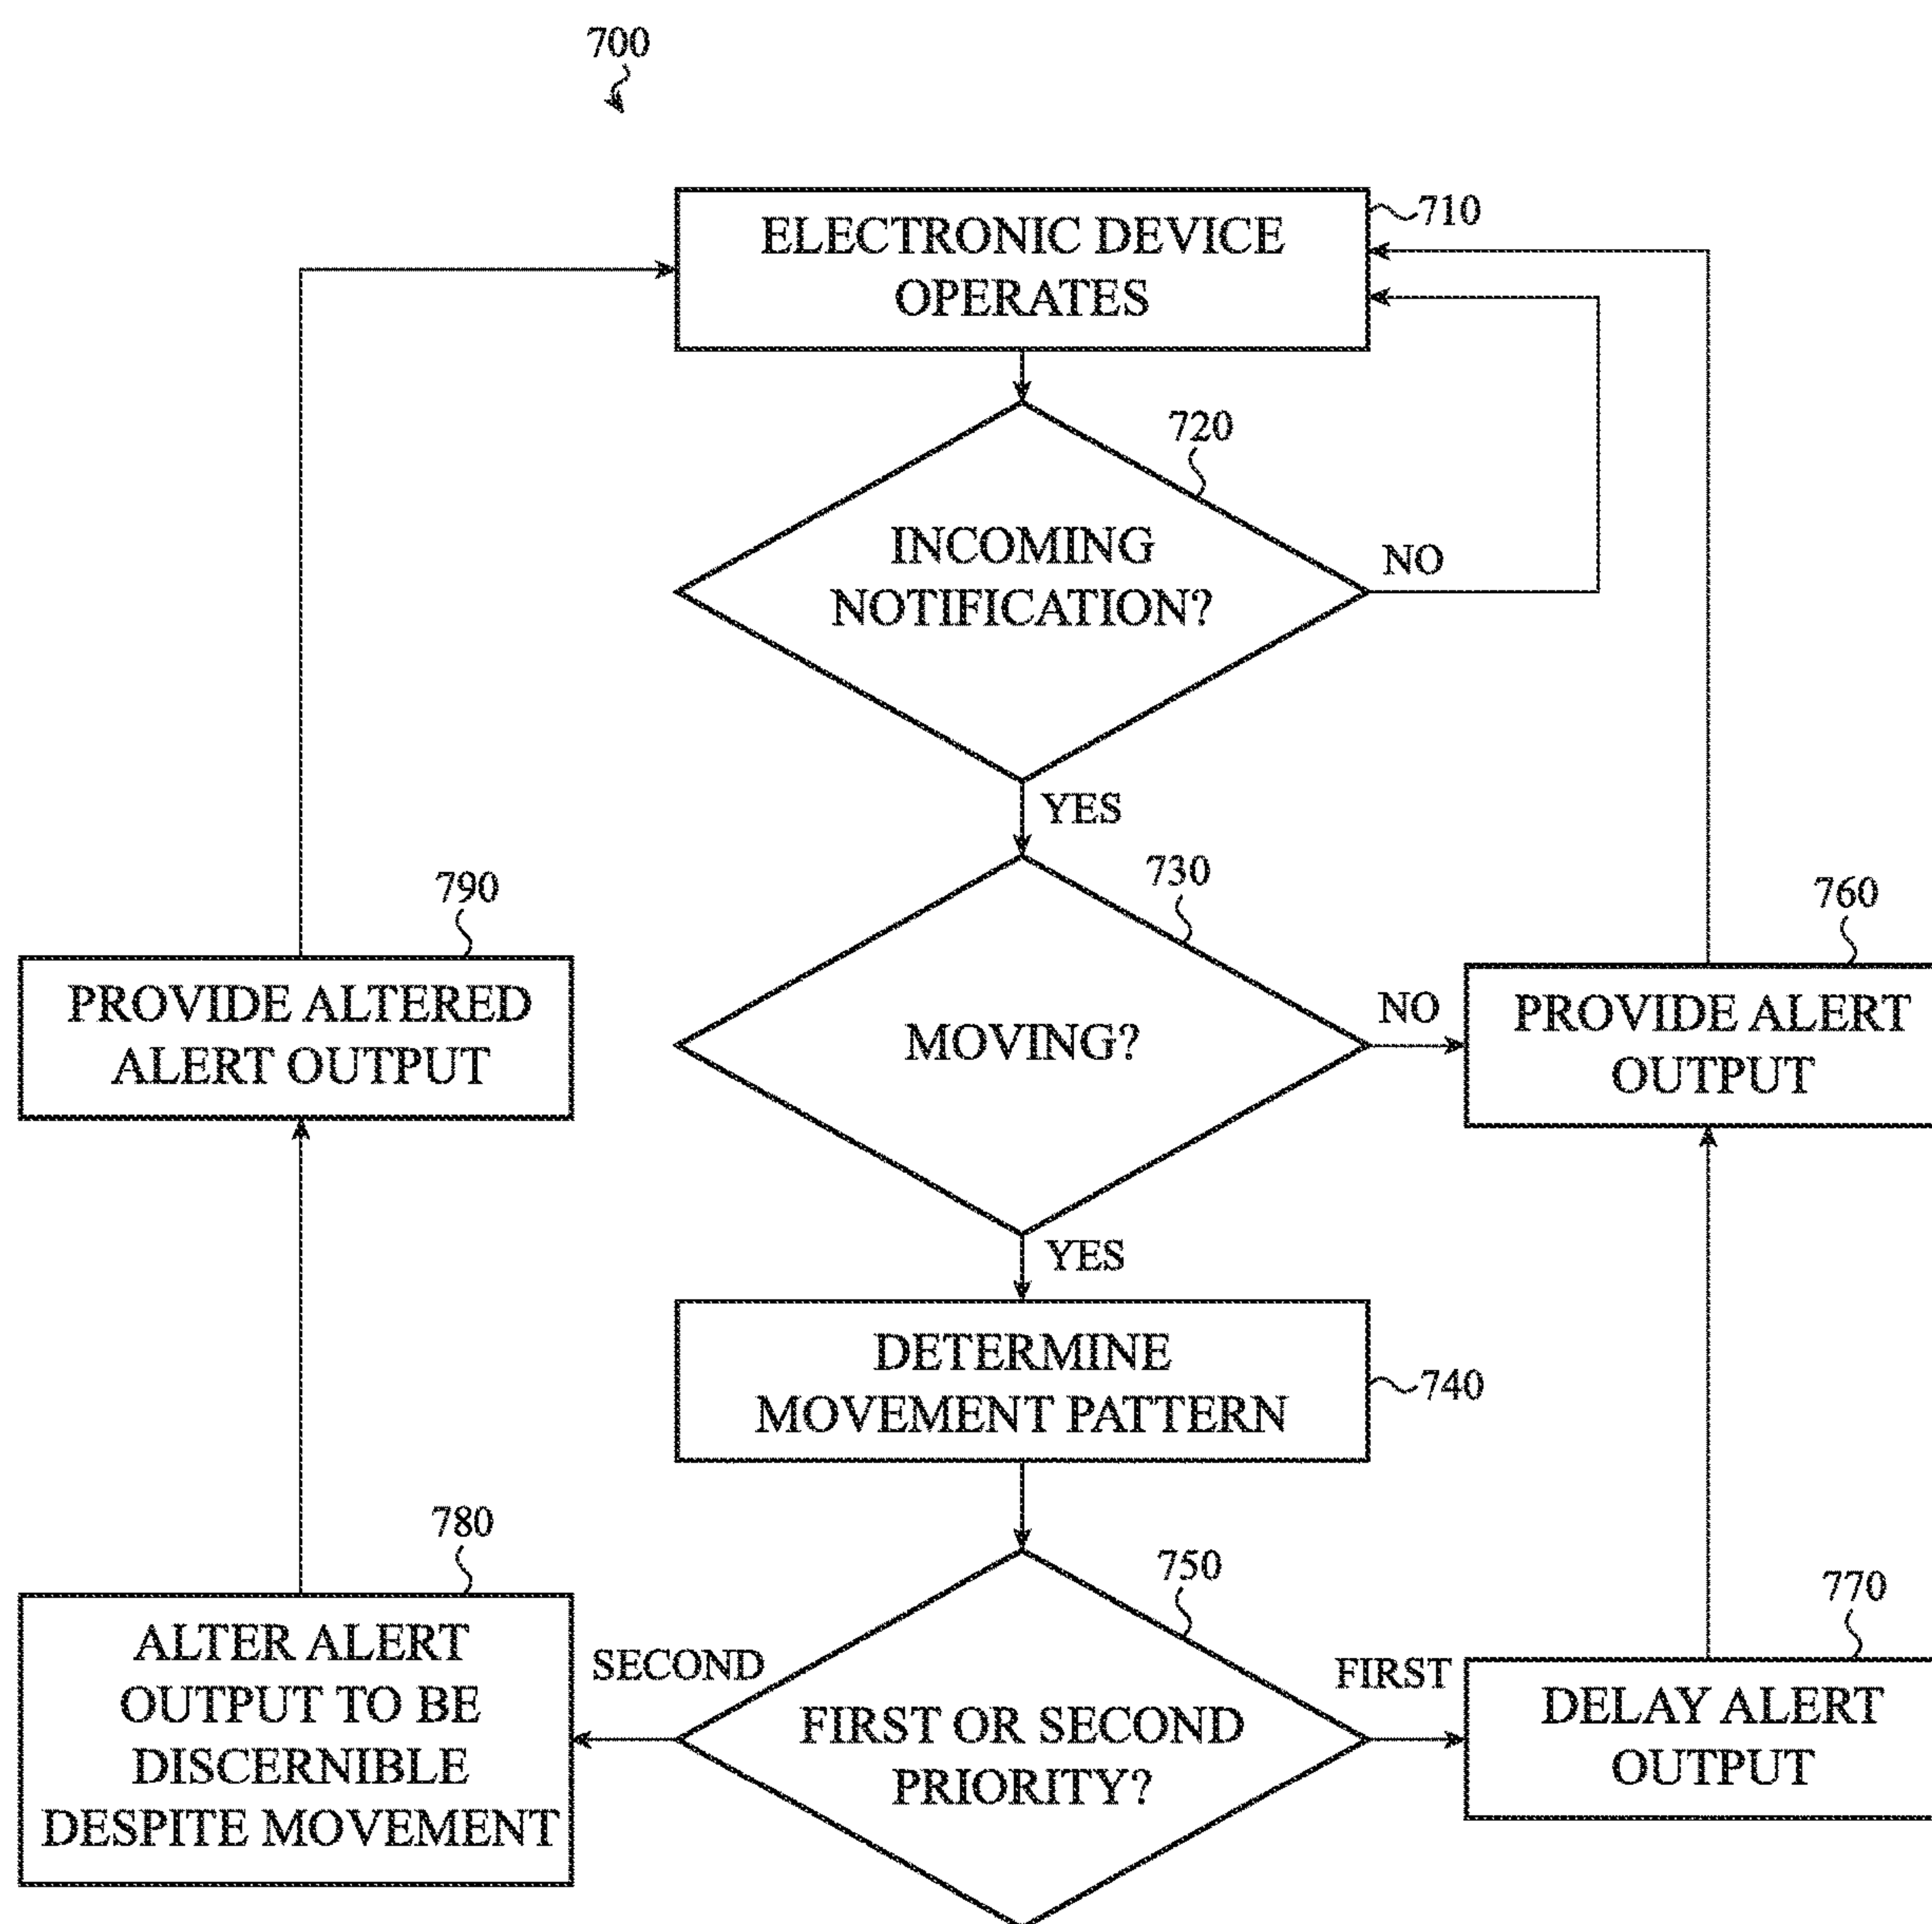 700
ELECTRONIC DEVICE
OPERATES
710
720
INCOMING
NOTIFICATION?
NO
YES
730
MOVING?
NO
760
PROVIDE ALERT
OUTPUT
790
PROVIDE ALTERED
ALERT OUTPUT
YES
DETERMINE
MOVEMENT PATTERN
740
750
FIRST OR SECOND
PRIORITY?
SECOND
FIRST
780
ALTER ALERT
OUTPUT TO BE
DISCERNIBLE
DESPITE MOVEMENT
770
DELAY ALERT
OUTPUT